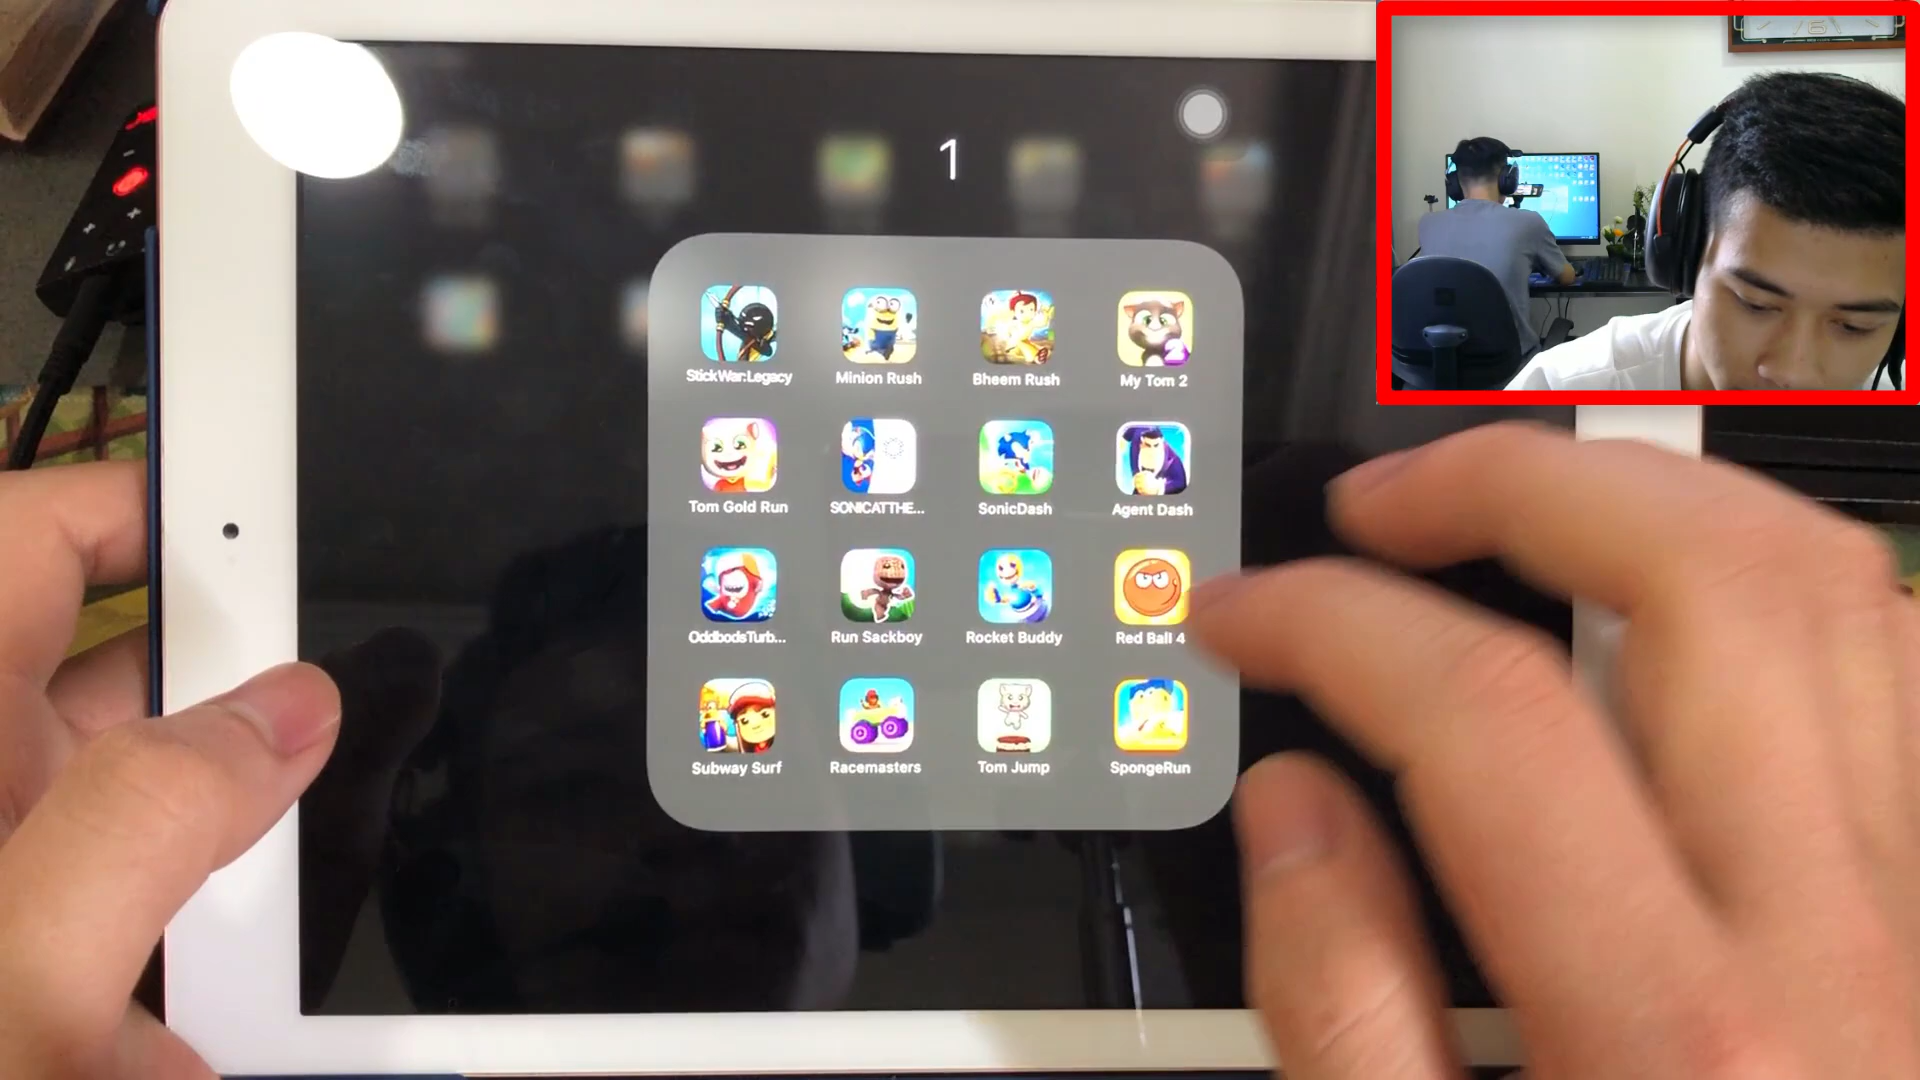 1
StickWar:Legacy
Minion Rush
Bheem Rush
My Tom 2
Tom Gold Run
SONICATTHE...
SonicDash
Agent Dash
OddbodsTurb...
Run Sackboy
Rocket Buddy
Red Ball 4
Subway Surf
Racemasters
Tom Jump
SpongeRun